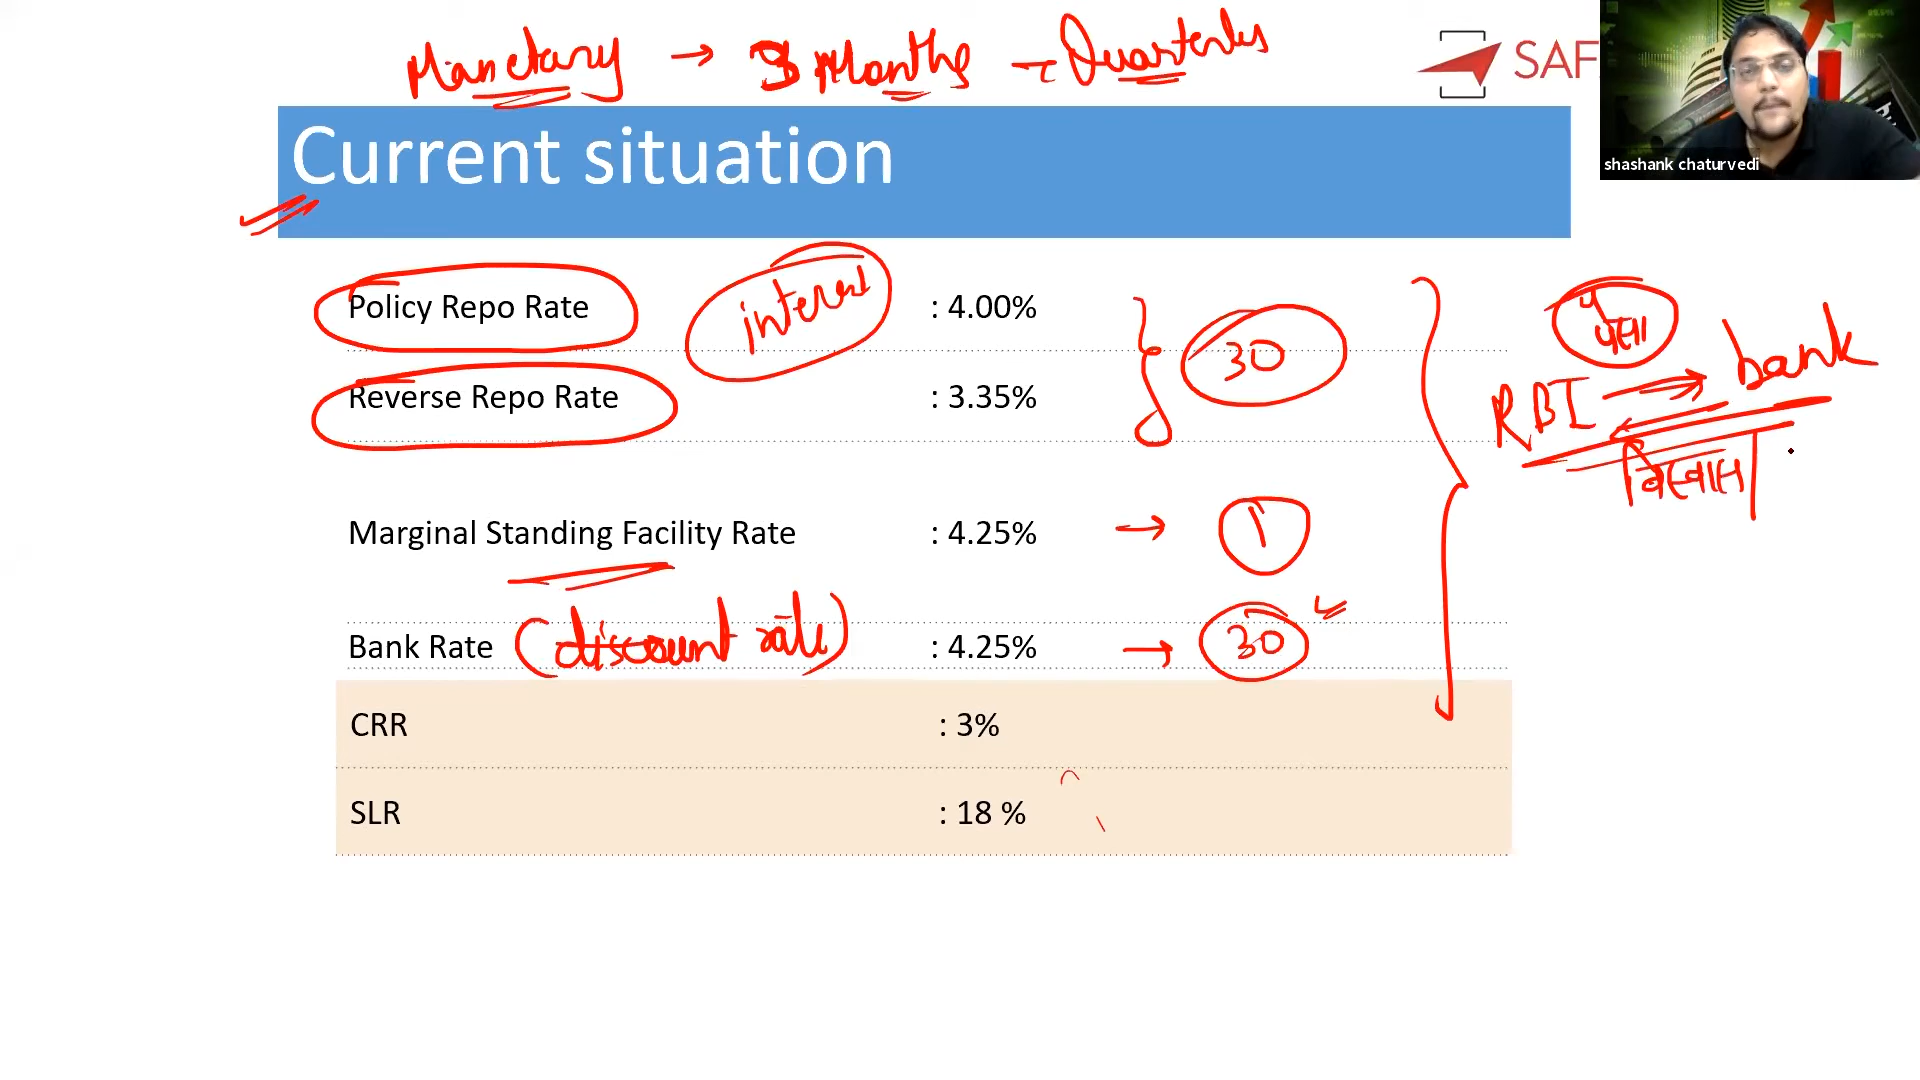 Manetary → 3 Months – Quarterly
SAF
shashank chaturvedi
Current situation
Policy Repo Rate interest : 4.00% 30
पैसा
RBI → bank
Reverse Repo Rate : 3.35%
विश्वास
Marginal Standing Facility Rate : 4.25% → 1
Bank Rate (discount rate) : 4.25% → 30
CRR : 3%
SLR : 18 %